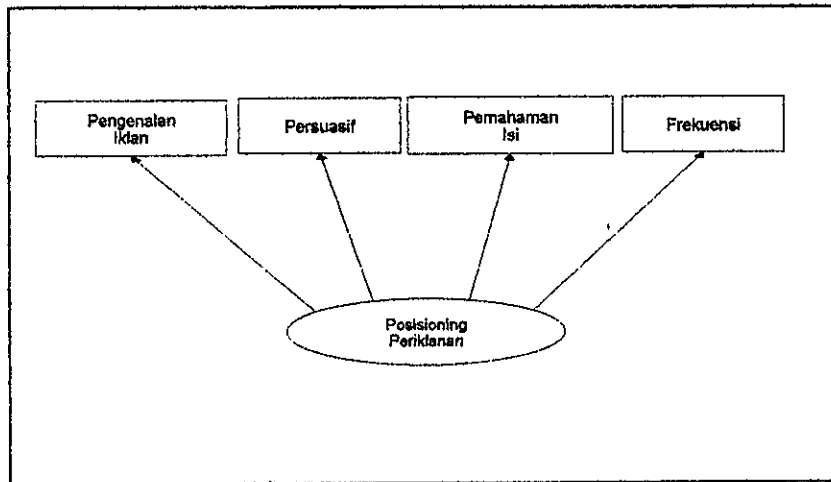 Pengenalan
Iklan
Persuasif
Pemahaman
Isi
Frekuensi
Posisioning
Periklanan